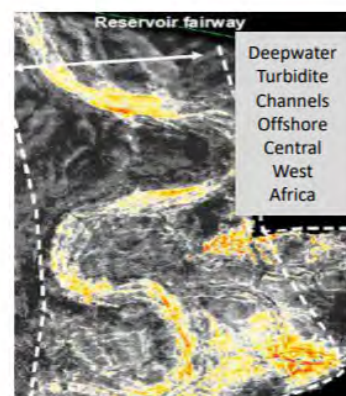 Reservoir fairway
Deepwater
Turbidite
Channels
Offshore
Central
West
Africa